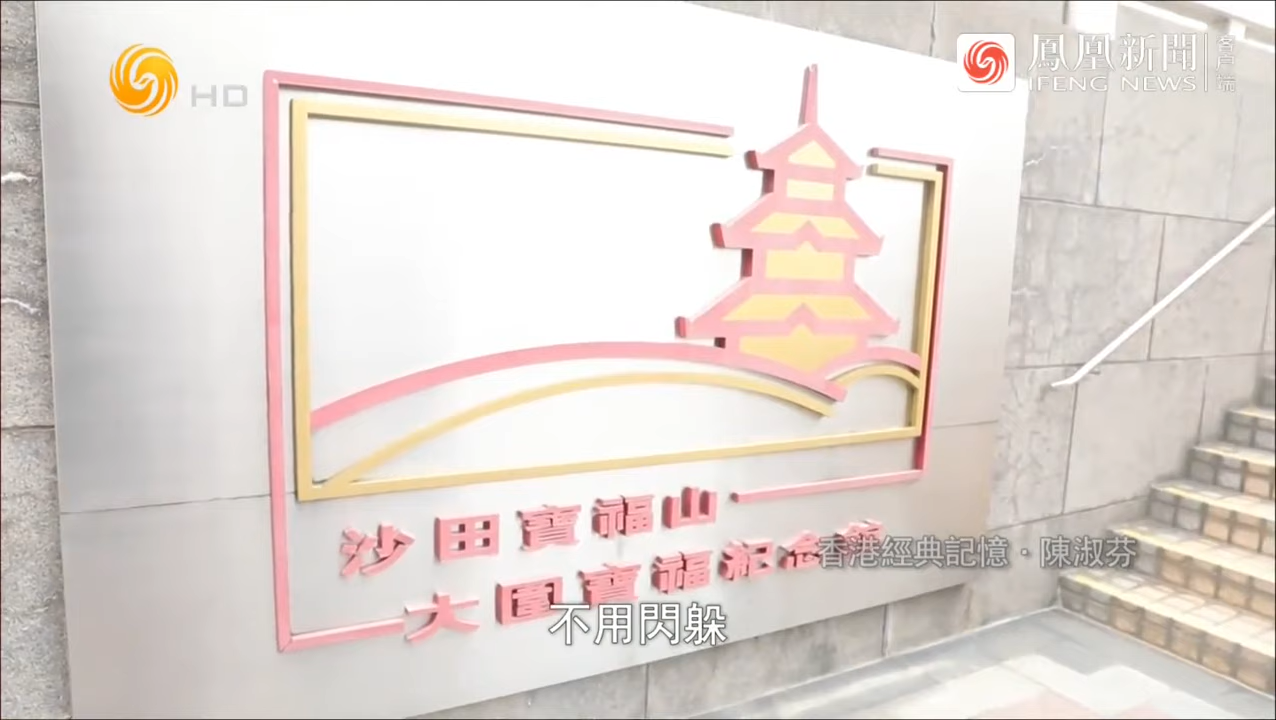 HD
鳳凰新聞 客戶端
IFENG NEWS
沙田寶福山
大圍寶福紀念館
香港經典記憶·陳淑芬
不用閃躲